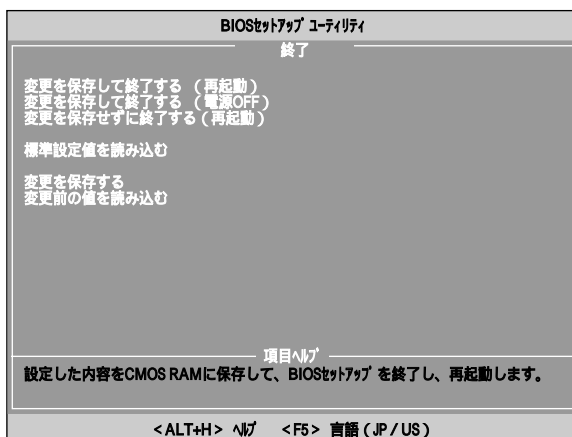 BIOSｾｯﾄｱｯﾌﾟ ﾕｰﾃｨﾘﾃｨ
終了
変更を保存して終了する （再起動）
変更を保存して終了する （電源OFF）
変更を保存せずに終了する（再起動）
標準設定値を読み込む
変更を保存する
変更前の値を読み込む
項目ﾍﾙﾌﾟ
設定した内容をCMOS RAMに保存して、BIOSｾｯﾄｱｯﾌﾟ を終了し、再起動します。
＜ALT+H＞ ﾍﾙﾌﾟ ＜F5＞ 言語（JP／US）